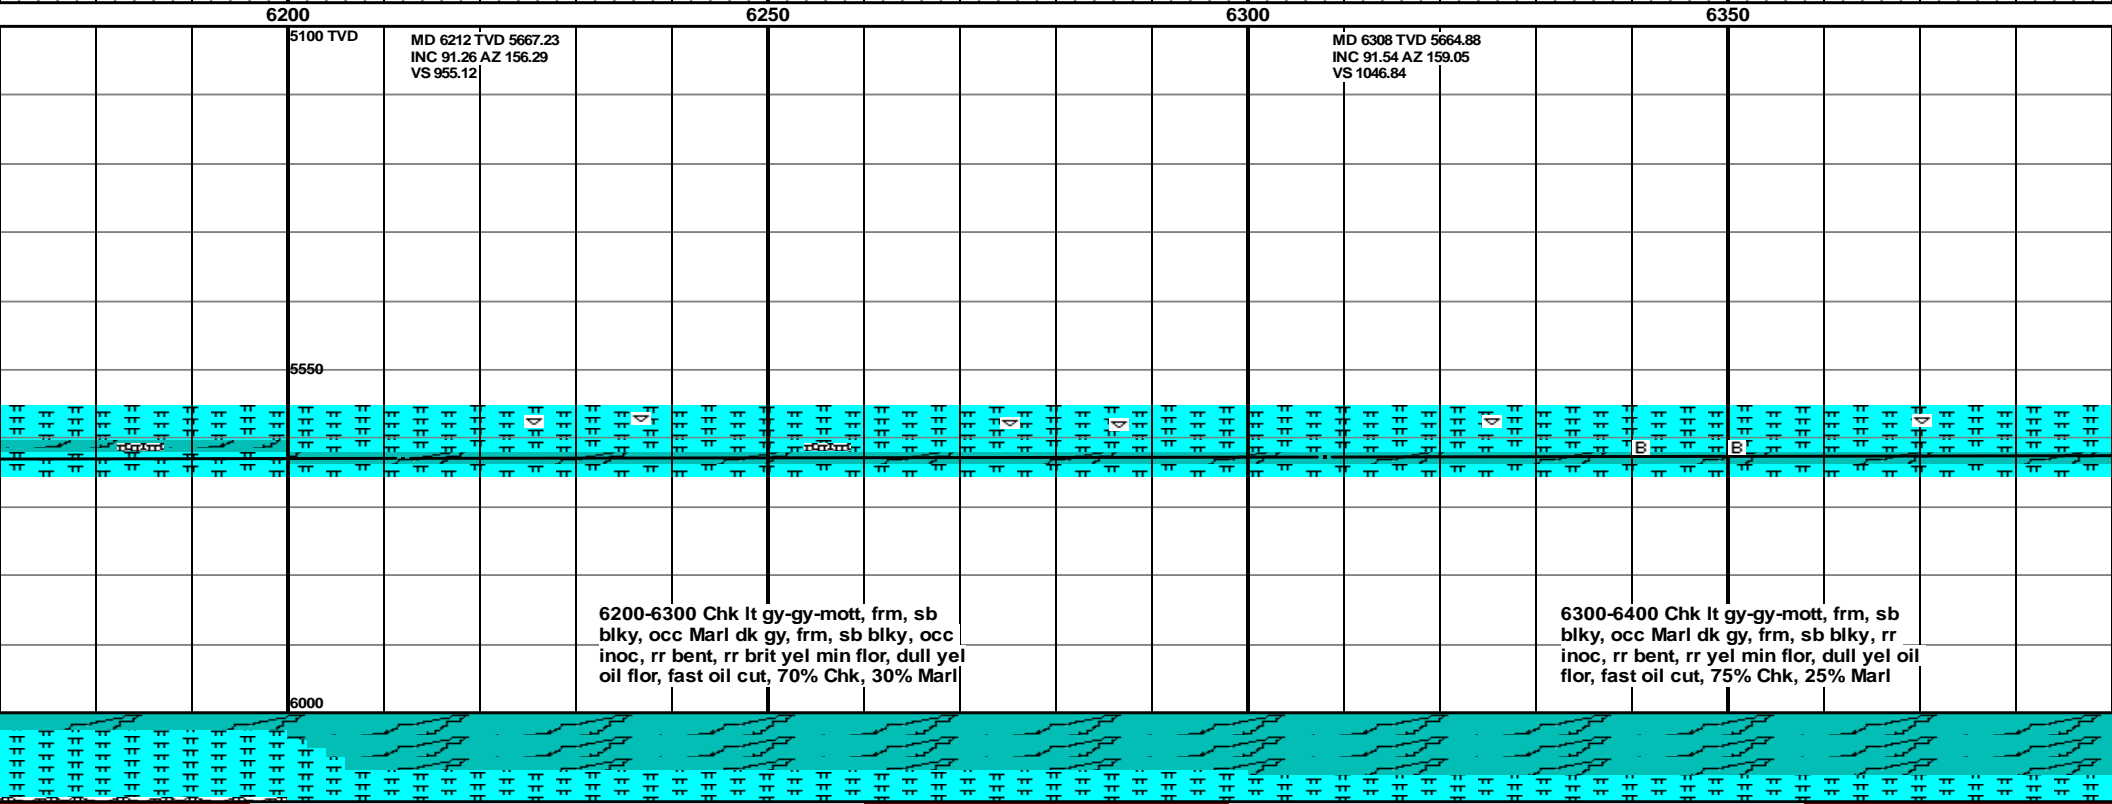 6200 6250 6300 6350
5100 TVD
MD 6212 TVD 5667.23
INC 91.26 AZ 156.29
VS 955.12
MD 6308 TVD 5664.88
INC 91.54 AZ 159.05
VS 1046.84
5550
B B
6200-6300 Chk lt gy-gy-mott, frm, sb
blky, occ Marl dk gy, frm, sb blky, occ
inoc, rr bent, rr brit yel min flor, dull yel
oil flor, fast oil cut, 70% Chk, 30% Marl
6300-6400 Chk lt gy-gy-mott, frm, sb
blky, occ Marl dk gy, frm, sb blky, rr
inoc, rr bent, rr yel min flor, dull yel oil
flor, fast oil cut, 75% Chk, 25% Marl
6000